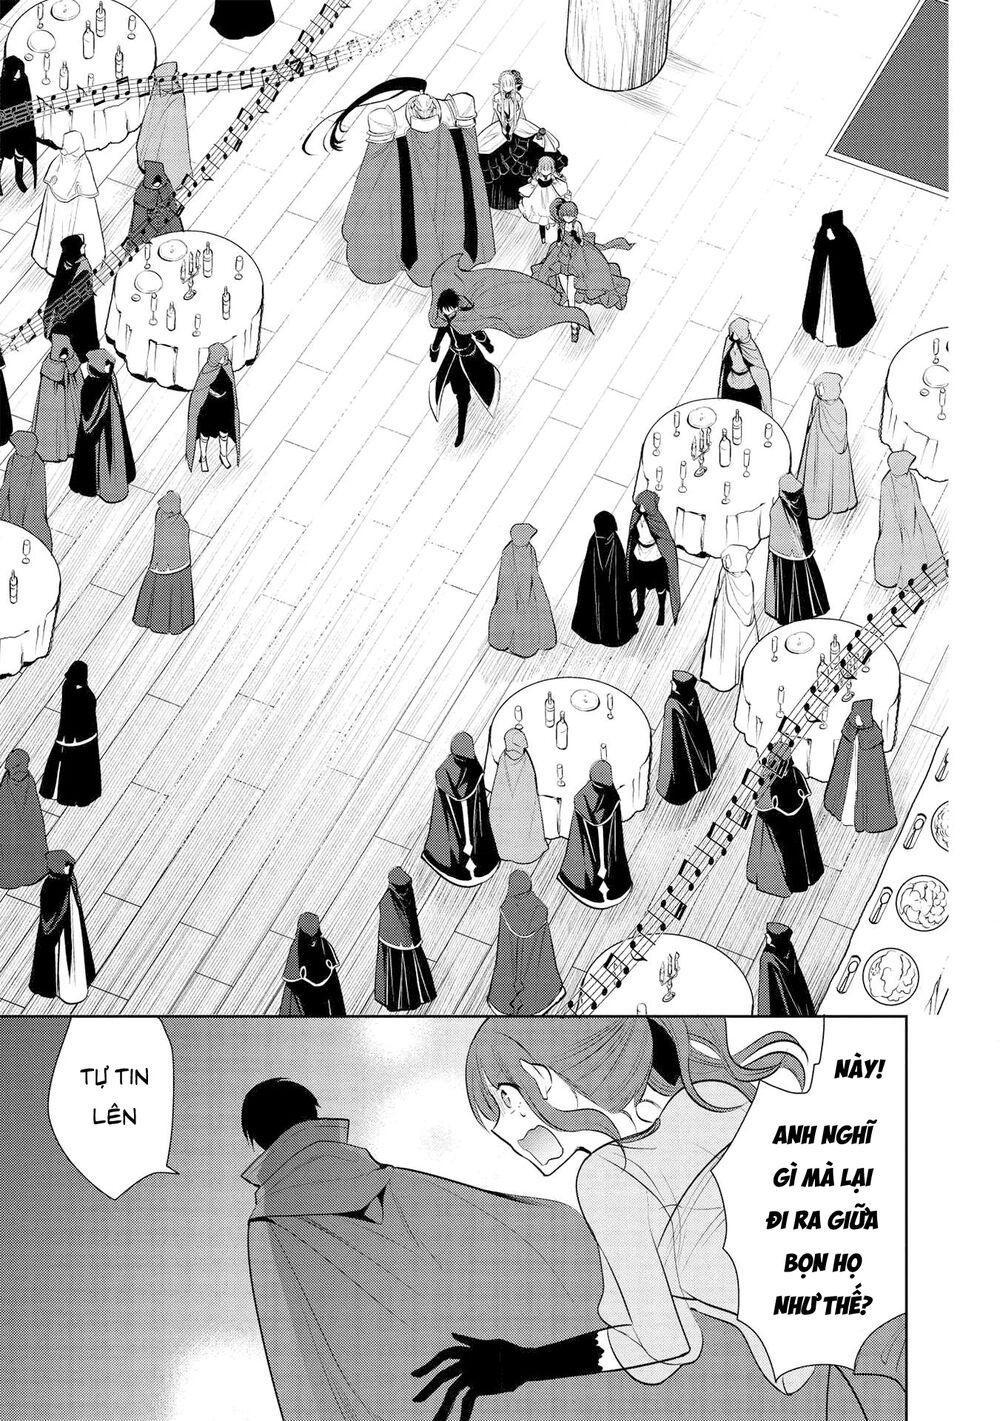 NÀY!
ANH NGHĨ
GÌ MÀ LẠI
ĐI RA GIỮA
BỌN HỌ
NHƯ THẾ?
TỰ TIN
LÊN